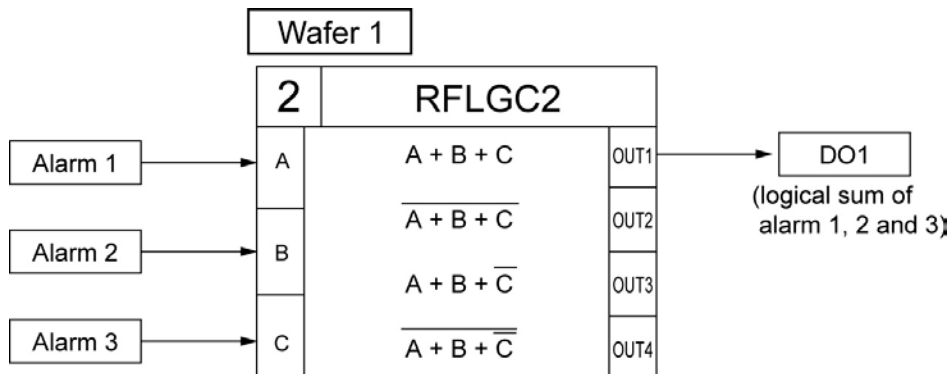 Wafer 1
2 RFLGC2
Alarm 1 A A + B + C OUT1 DO1
(logical sum of
alarm 1, 2 and 3)
A̅ ̅+̅ ̅B̅ ̅+̅ ̅C̅ OUT2
Alarm 2 B
A + B + C̅ OUT3
Alarm 3 C A̅ ̅+̅ ̅B̅ ̅+̅ ̅C̿ OUT4